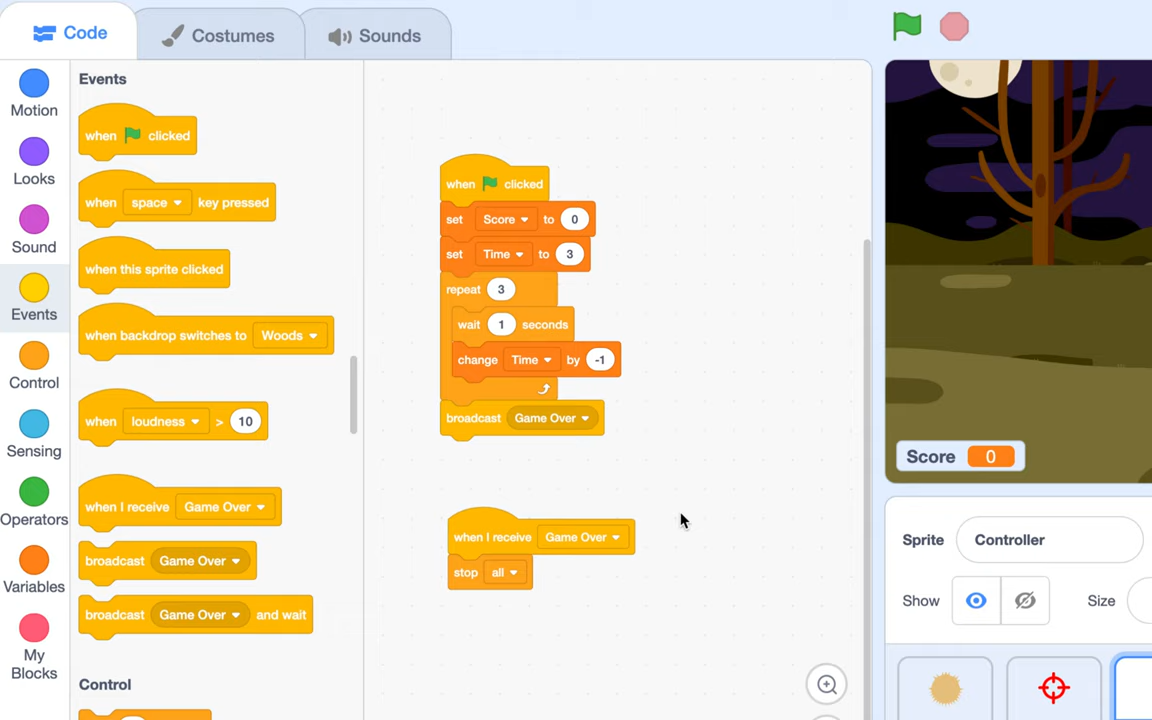 Code
Costumes
Sounds
Motion
Looks
Sound
Events
Control
Sensing
Operators
Variables
My
Blocks
Events
when clicked
when space key pressed
when this sprite clicked
when backdrop switches to Woods
when loudness > 10
when I receive Game Over
broadcast Game Over
broadcast Game Over and wait
Control
when clicked
set Score to 0
set Time to 3
repeat 3
wait 1 seconds
change Time by -1
broadcast Game Over
when I receive Game Over
stop all
Score 0
Sprite Controller
Show Size